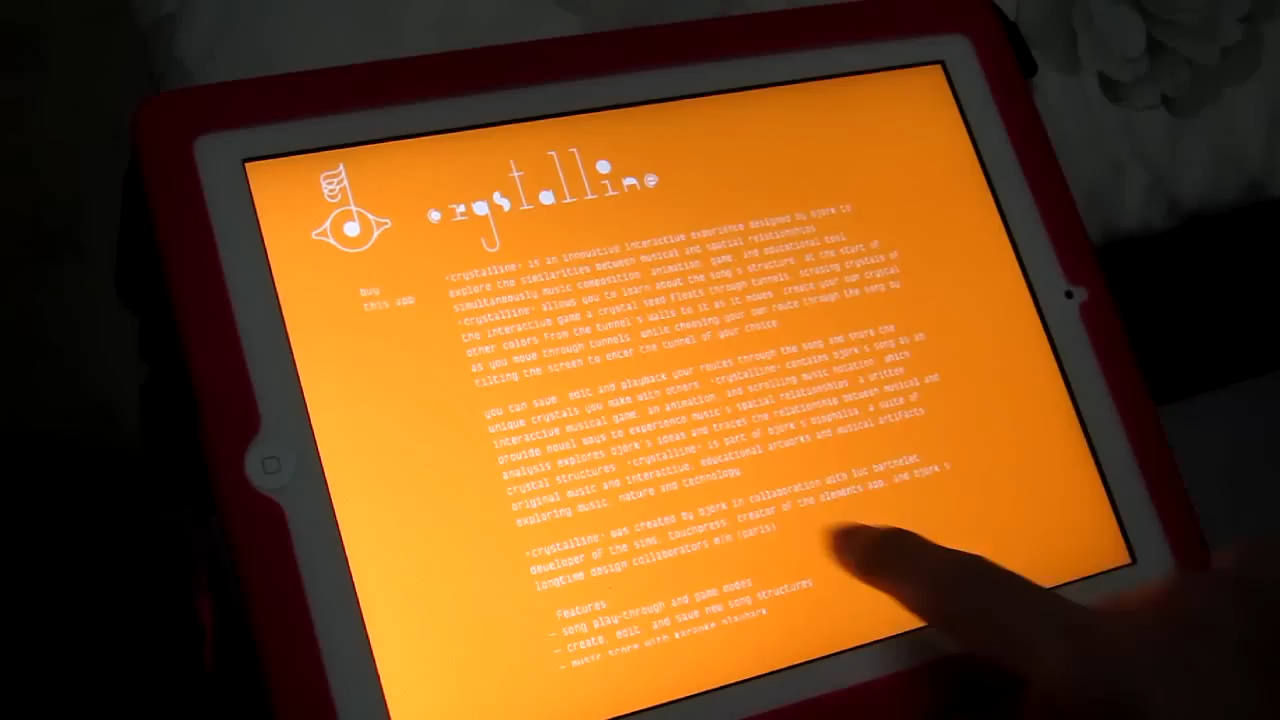 crystalline
buy
this app
‹crystalline› is an innovative interactive experience designed by björk to
explore the similarities between musical and spatial relationships.
simultaneously music composition, animation, game, and educational tool,
‹crystalline› allows you to learn about the song's structure. at the start of
the interactive game a crystal seed floats through tunnels, scraping crystals of
other colors from the tunnel's walls to it as it moves. create your own crystal
as you move through tunnels, while choosing your own route through the song by
tilting the screen to enter the tunnel of your choice.
you can save, edit and playback your routes through the song and share the
unique crystals you make with others. ‹crystalline› contains björk's song as an
interactive musical game, an animation, and scrolling music notation, which
provide novel ways to experience music's spatial relationships. a written
analysis explores björk's ideas and traces the relationship between musical and
crystal structures. ‹crystalline› is part of björk's biophilia, a suite of
original music and interactive, educational artworks and musical artifacts
exploring music, nature and technology.
‹crystalline› was created by björk in collaboration with luc barthelet,
developer of the sims, touchpress, creator of the elements app, and björk's
longtime design collaborators m/m (paris).
features
– song play-through and game modes
– create, edit, and save new song structures
– music score with karaoke playback